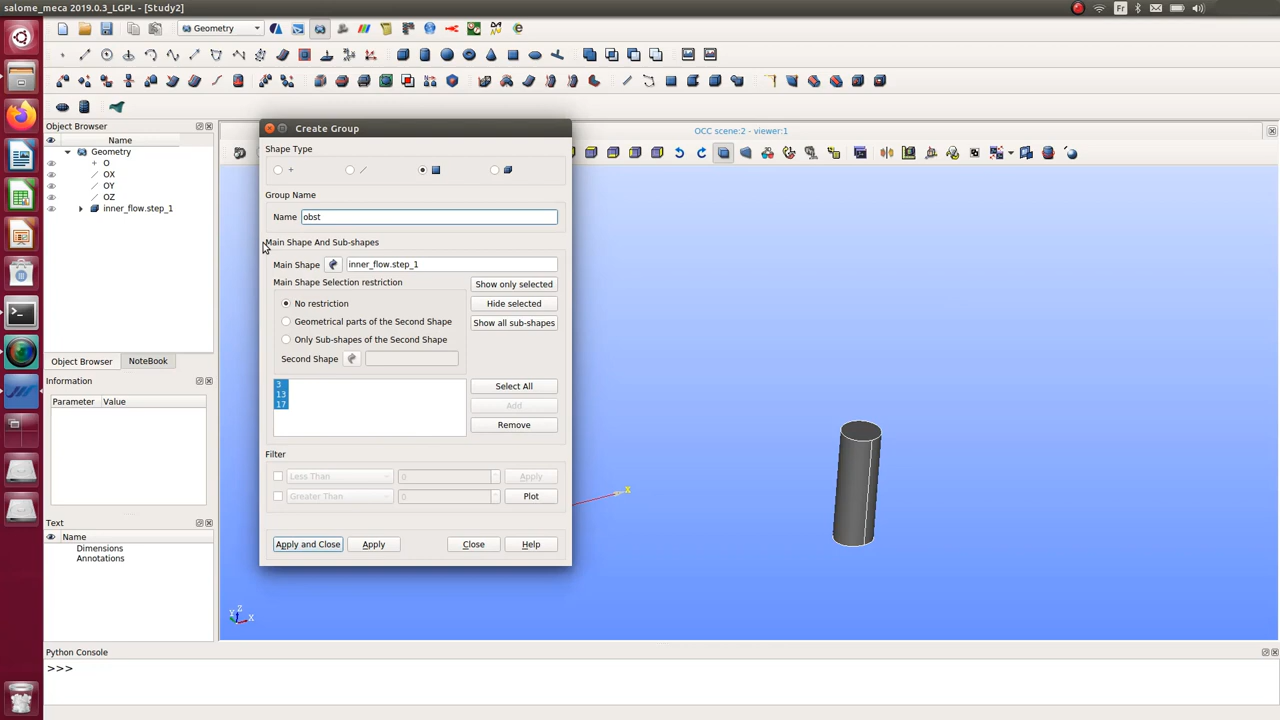 salome_meca 2019.0.3_LGPL - [Study2]
Fr
Geometry
Object Browser
Name
Geometry
O
OX
OY
OZ
inner_flow.step_1
Object Browser
NoteBook
Information
Parameter
Value
Text
Name
Dimensions
Annotations
Create Group
Shape Type
Group Name
Name
obst
Main Shape And Sub-shapes
Main Shape
inner_flow.step_1
Main Shape Selection restriction
Show only selected
No restriction
Hide selected
Geometrical parts of the Second Shape
Show all sub-shapes
Only Sub-shapes of the Second Shape
Second Shape
3
13
17
Select All
Add
Remove
Filter
Less Than
0
Apply
Greater Than
0
Plot
Apply and Close
Apply
Close
Help
OCC scene:2 - viewer:1
X
Z
Y
X
Python Console
>>>